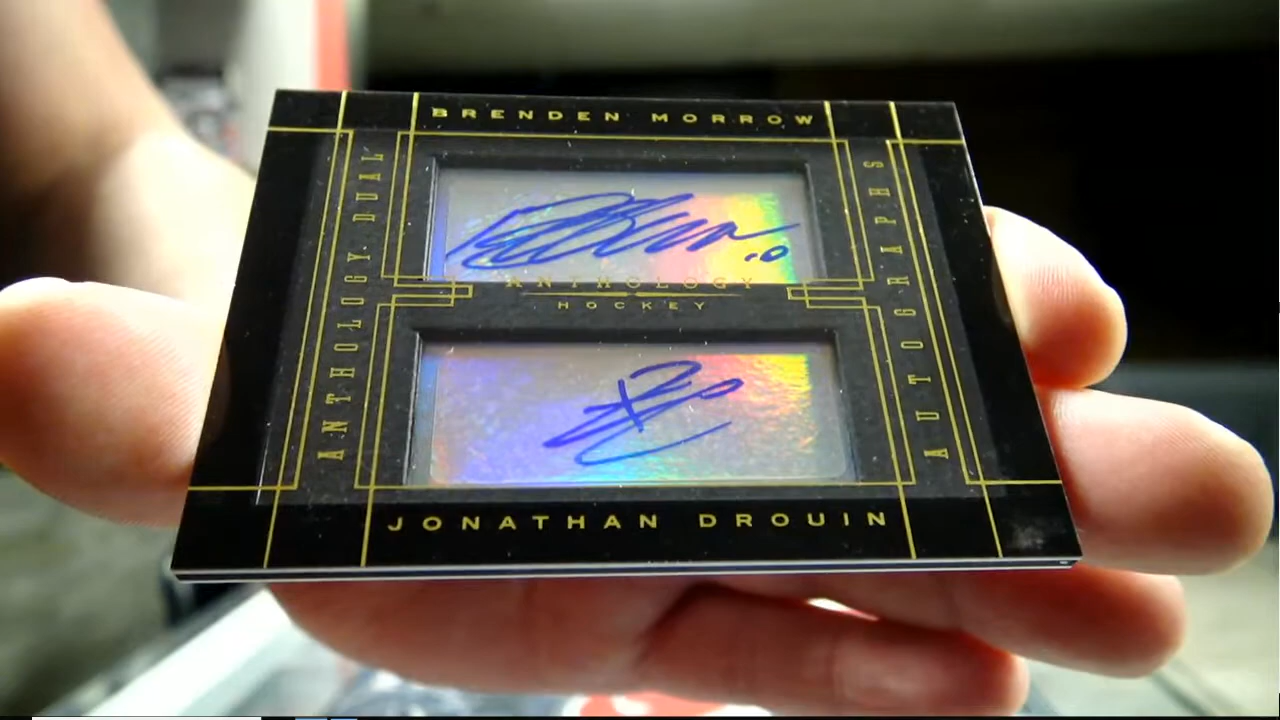 BRENDEN MORROW
ANTHOLOGY DUAL
AUTOGRAPHS
ANTHOLOGY
HOCKEY
JONATHAN DROUIN